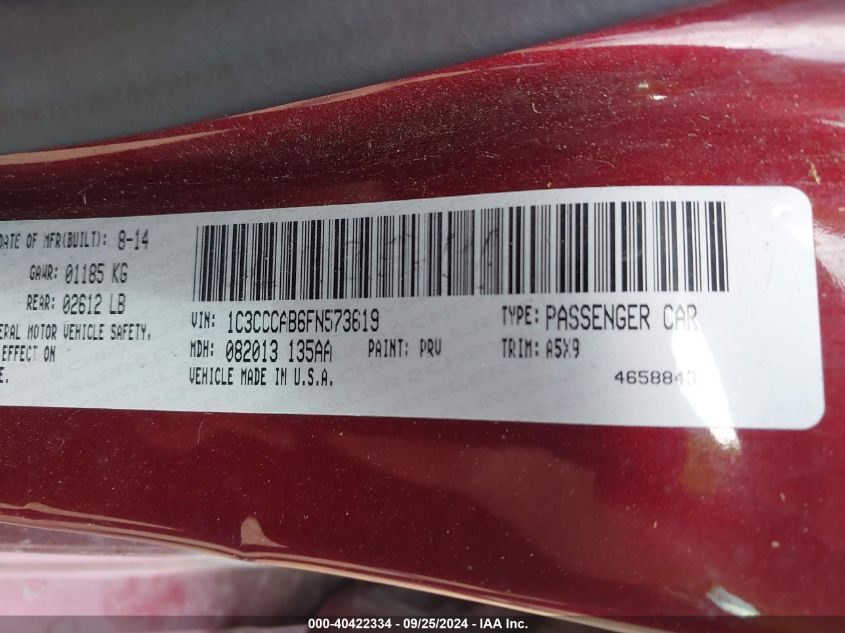 DATE OF MFR(BUILT): 8-14
GAWR: 01185 KG
REAR: 02612 LB
MOTOR VEHICLE SAFETY,
EFFECT ON
VIN: 1C3CCCAB6FN573619 TYPE: PASSENGER CAR
MDH: 082013 135AA PAINT: PRV TRIM: A5X9
VEHICLE MADE IN U.S.A.
4658843
CHRYSLER
000-40422334 - 09/25/2024 - IAA Inc.